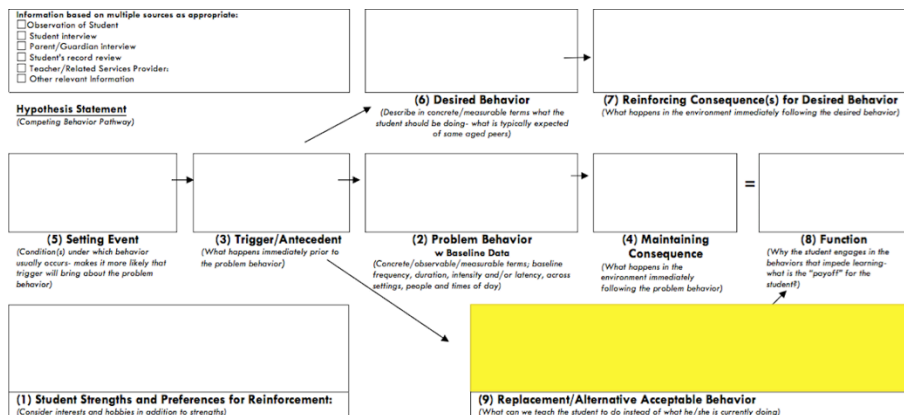 Information based on multiple sources as appropriate:
Observation of Student
Student interview
Parent/Guardian interview
Student's record review
Teacher/Related Services Provider:
Other relevant Information
Hypothesis Statement
(Competing Behavior Pathway)
(6) Desired Behavior
(Describe in concrete/measurable terms what the
student should be doing- what is typically expected
of same aged peers)
(7) Reinforcing Consequence(s) for Desired Behavior
(What happens in the environment immediately following the desired behavior)
=
(5) Setting Event
(Condition(s) under which behavior
usually occurs- makes it more likely that
trigger will bring about the problem
behavior)
(3) Trigger/Antecedent
(What happens immediately prior to
the problem behavior)
(2) Problem Behavior
w Baseline Data
(Concrete/observable/measurable terms; baseline
frequency, duration, intensity and/or latency, across
settings, people and times of day)
(4) Maintaining
Consequence
(What happens in the
environment immediately
following the problem behavior)
(8) Function
(Why the student engages in the
behaviors that impede learning-
what is the "payoff" for the
student?)
(1) Student Strengths and Preferences for Reinforcement:
(Consider interests and hobbies in addition to strengths)
(9) Replacement/Alternative Acceptable Behavior
(What can we teach the student to do instead of what he/she is currently doing)